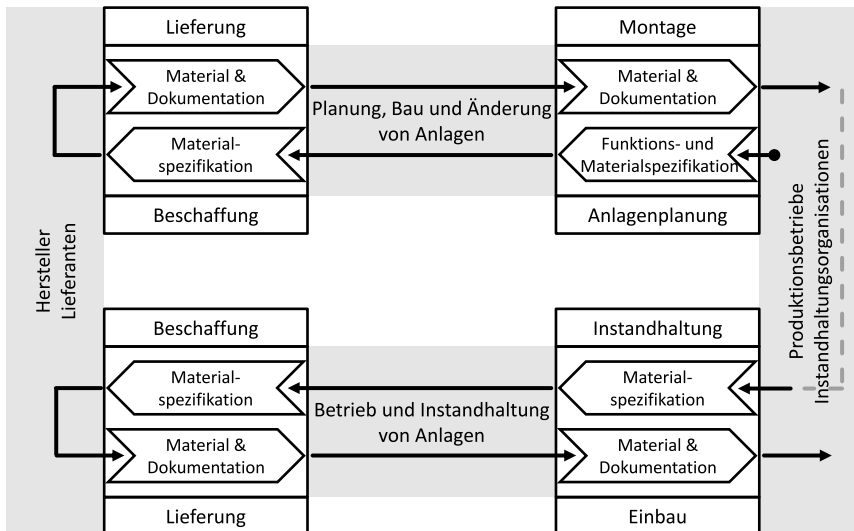 Lieferung
Montage
Material &
Dokumentation
Material &
Dokumentation
Planung, Bau und Änderung
von Anlagen
Material-
spezifikation
Funktions- und
Materialspezifikation
Beschaffung
Anlagenplanung
Hersteller
Lieferanten
Produktionsbetriebe
Instandhaltungsorganisationen
Beschaffung
Instandhaltung
Material-
spezifikation
Material-
spezifikation
Betrieb und Instandhaltung
von Anlagen
Material &
Dokumentation
Material &
Dokumentation
Lieferung
Einbau